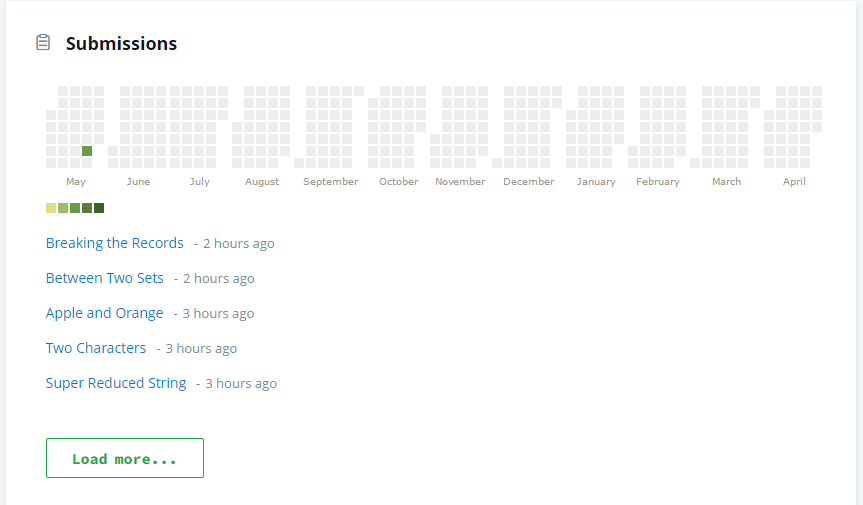 Submissions
May June July August September October November December January February March April
Breaking the Records - 2 hours ago
Between Two Sets - 2 hours ago
Apple and Orange - 3 hours ago
Two Characters - 3 hours ago
Super Reduced String - 3 hours ago
Load more...